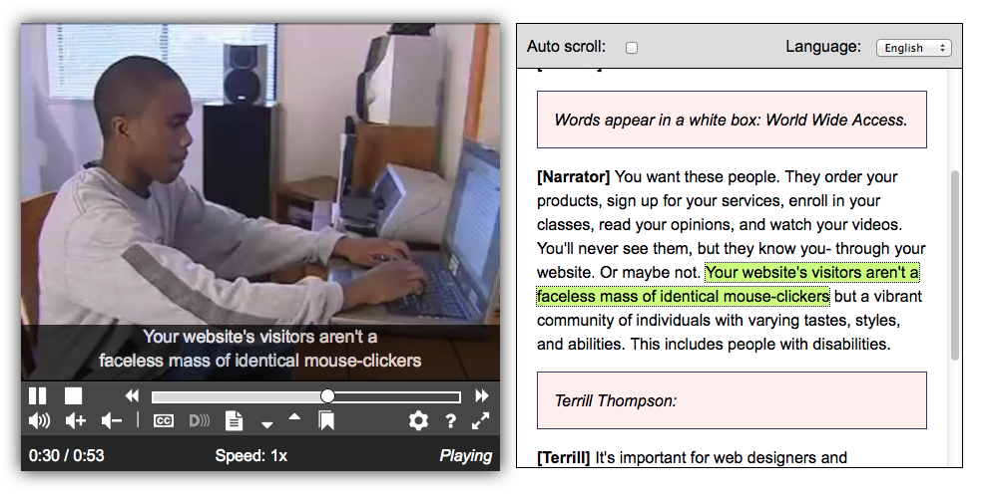 Your website's visitors aren't a
faceless mass of identical mouse-clickers
CC D
?
0:30 / 0:53 Speed: 1x Playing
Auto scroll: Language: English
Words appear in a white box: World Wide Access.
[Narrator] You want these people. They order your
products, sign up for your services, enroll in your
classes, read your opinions, and watch your videos.
You'll never see them, but they know you- through your
website. Or maybe not. Your website's visitors aren't a
faceless mass of identical mouse-clickers but a vibrant
community of individuals with varying tastes, styles,
and abilities. This includes people with disabilities.
Terrill Thompson:
[Terrill] It's important for web designers and